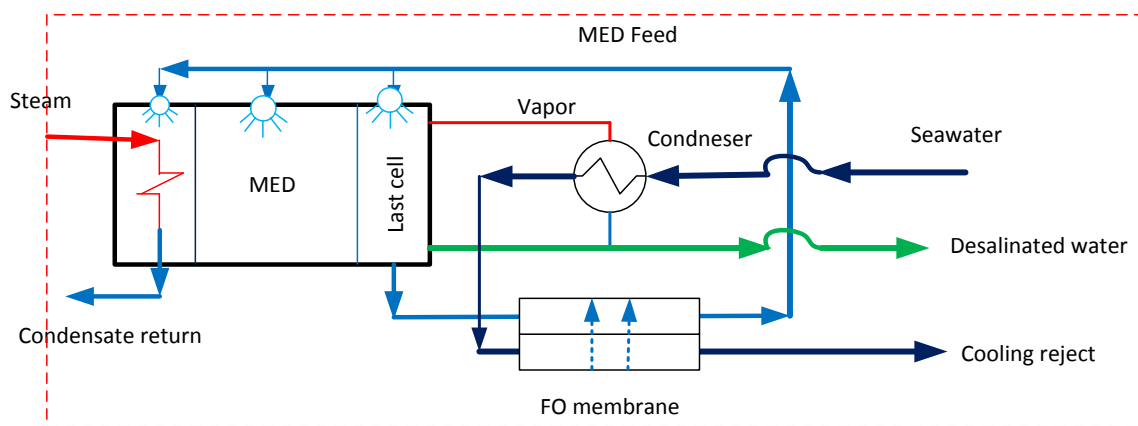 MED Feed
Steam
Vapor
Condneser
Seawater
MED
Last cell
Desalinated water
Condensate return
Cooling reject
FO membrane